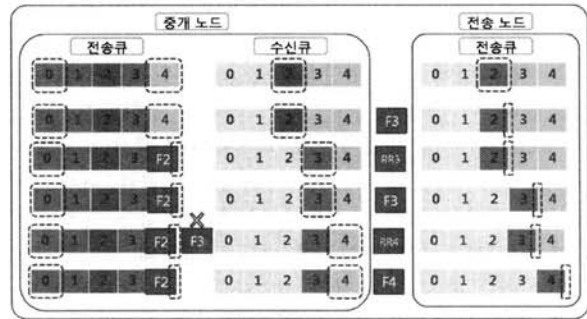 중개 노드 전송 노드
전송큐 수신큐 전송큐
0 1 2 3 4 0 1 2 3 4 0 1 2 3 4
0 1 2 3 4 0 1 2 3 4 F3 0 1 2 3 4
0 1 2 3 F2 0 1 2 3 4 RR3 0 1 2 3 4
0 1 2 3 F2 0 1 2 3 4 F3 0 1 2 3 4
0 1 2 3 F2 F3 0 1 2 3 4 RR4 0 1 2 3 4
0 1 2 3 F2 0 1 2 3 4 F4 0 1 2 3 4